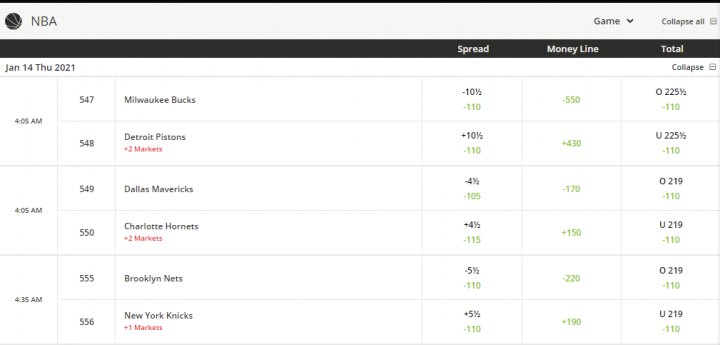 NBA
Game
Collapse all
Spread Money Line Total
Jan 14 Thu 2021
Collapse
4:05 AM
547 Milwaukee Bucks -10½ -550 O 225½
-110 -110
548 Detroit Pistons +10½ +430 U 225½
+2 Markets -110 -110
4:05 AM
549 Dallas Mavericks -4½ -170 O 219
-105 -110
550 Charlotte Hornets +4½ +150 U 219
+2 Markets -115 -110
4:35 AM
555 Brooklyn Nets -5½ -220 O 219
-110 -110
556 New York Knicks +5½ +190 U 219
+1 Markets -110 -110